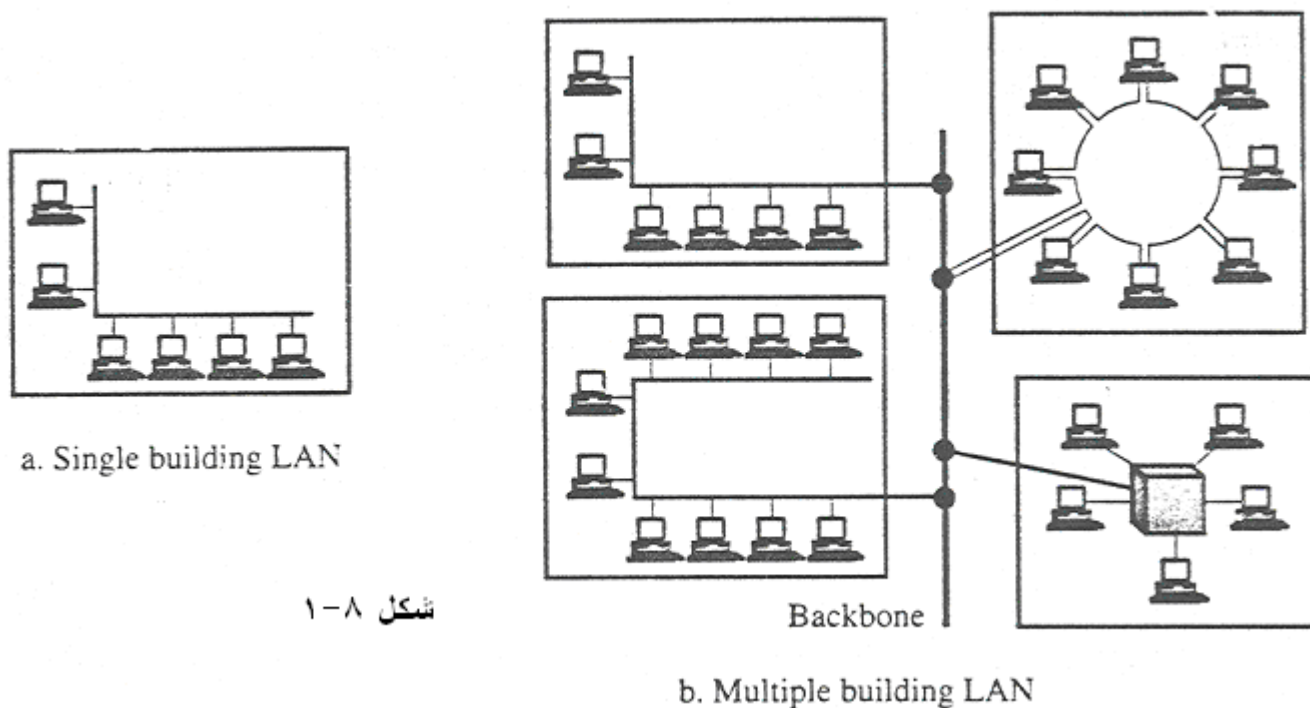 a. Single building LAN
شكل ٨-١
Backbone
b. Multiple building LAN